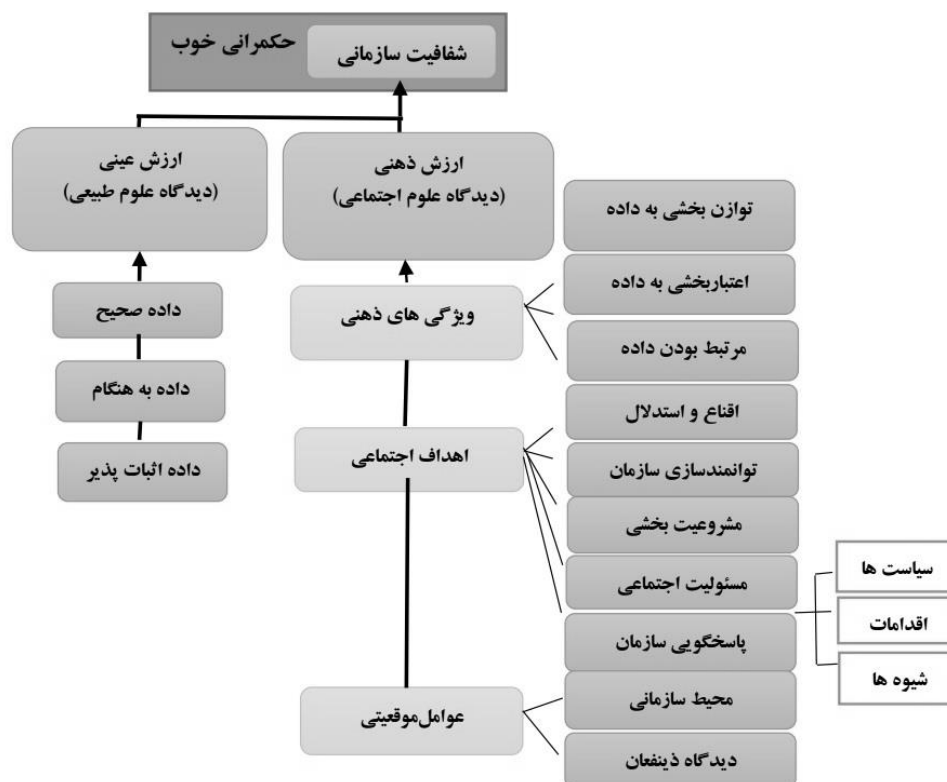 حکمرانی خوب
شفافیت سازمانی
ارزش ذهنی
(دیدگاه علوم اجتماعی)
ارزش عینی
(دیدگاه علوم طبیعی)
توازن بخشی به داده
اعتباربخشی به داده
مرتبط بودن داده
ویژگی های ذهنی
داده صحیح
داده به هنگام
داده اثبات پذیر
اقناع و استدلال
توانمندسازی سازمان
مشروعیت بخشی
مسئولیت اجتماعی
پاسخگویی سازمان
اهداف اجتماعی
سیاست ها
اقدامات
شیوه ها
محیط سازمانی
دیدگاه ذینفعان
عوامل موقعیتی